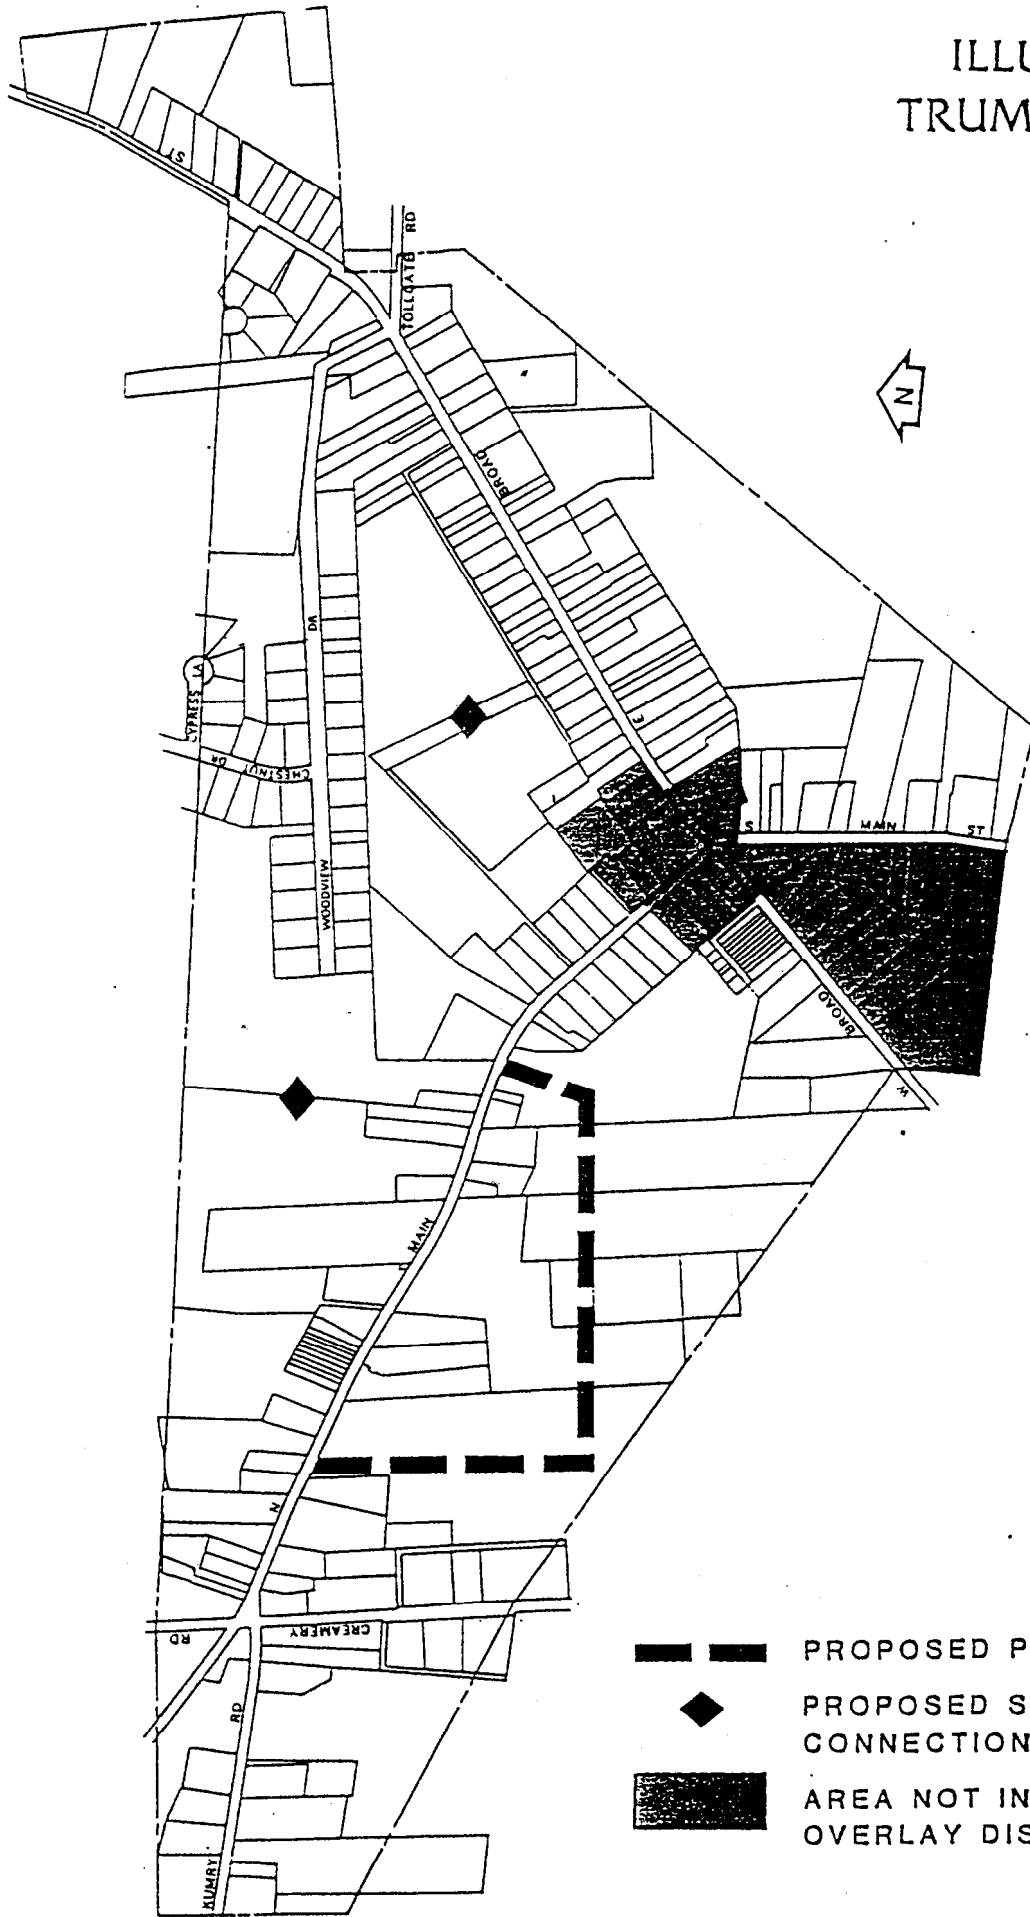 ILLU
TRUM
ST
TOLLGATE RD
N
BROAD
DR
CYPRESS LA
CHESTNUT DR
E
WOODVIEW
S MAIN ST
BROAD
W
MAIN
N
CREAMERY
RD
RD
KUMRY
PROPOSED P
PROPOSED S
CONNECTION
AREA NOT IN
OVERLAY DIS